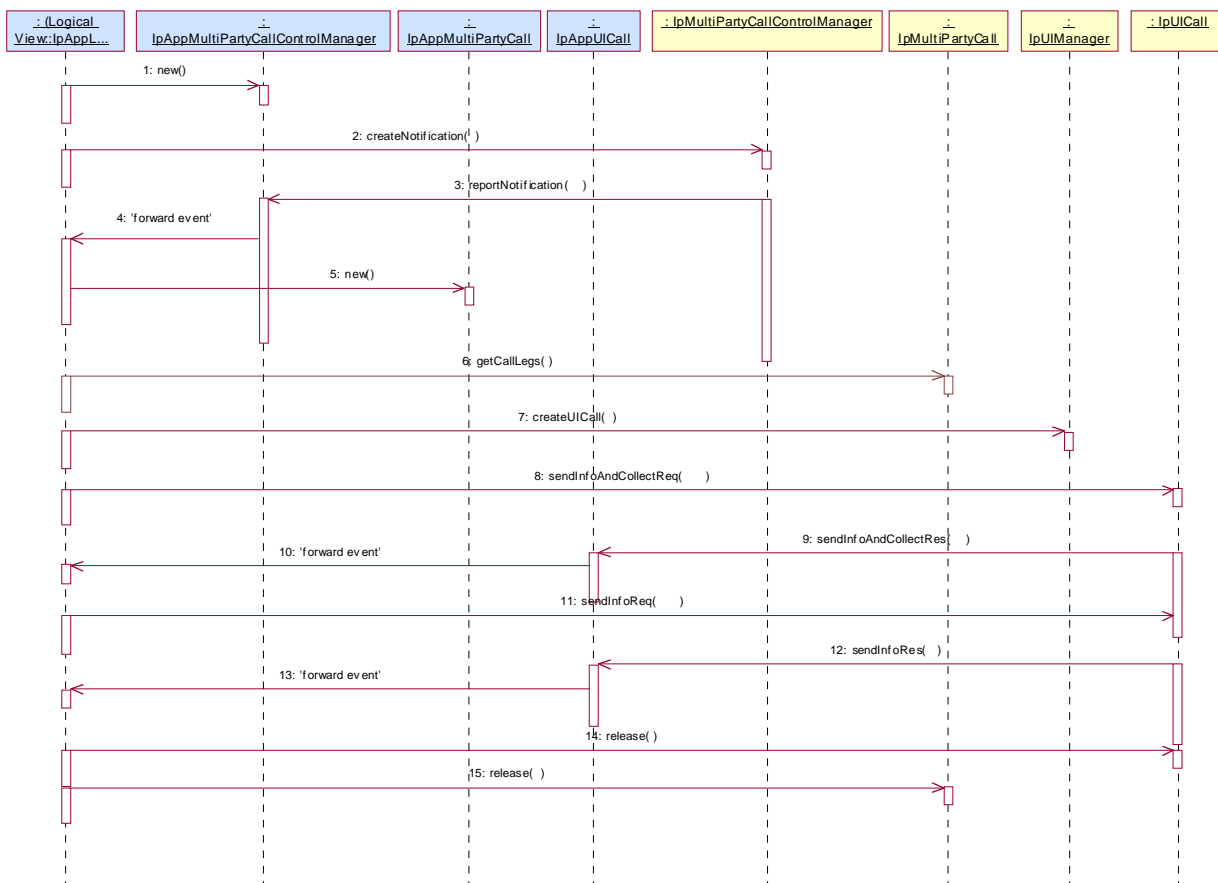 : (Logical
View::IpAppL...
:
IpAppMultiPartyCallControlManager
:
IpAppMultiPartyCall
:
IpAppUICall
: IpMultiPartyCallControlManager
:
IpMultiPartyCall
:
IpUIManager
: IpUICall
1: new()
2: createNotification( )
3: reportNotification( )
4: 'forward event'
5: new()
6: getCallLegs( )
7: createUICall( )
8: sendInfoAndCollectReq( )
9: sendInfoAndCollectRes( )
10: 'forward event'
11: sendInfoReq( )
12: sendInfoRes( )
13: 'forward event'
14: release( )
15: release( )